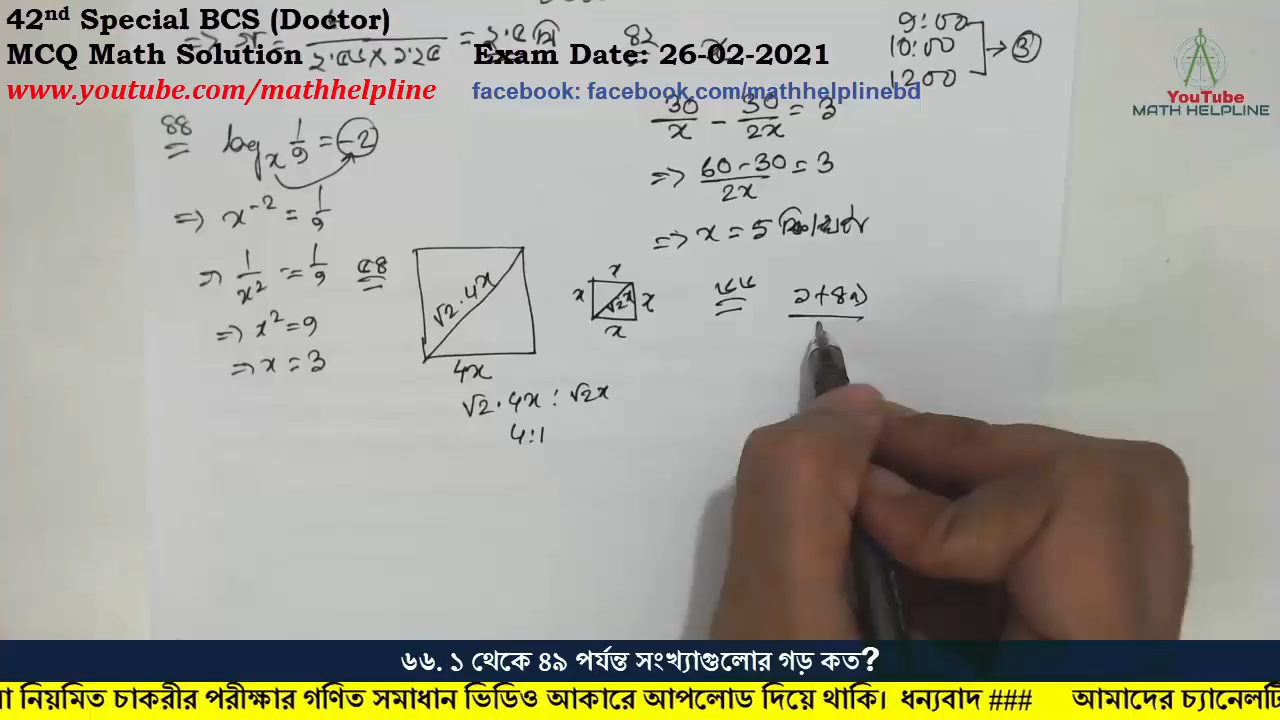 42nd Special BCS (Doctor)
MCQ Math Solution
Exam Date: 26-02-2021
www.youtube.com/mathhelpline
facebook: facebook.com/mathhelplinebd
YouTube
MATH HELPLINE
9:00
10:00
1200
→ 3
৪২
৪৪
log_x 1/9 = -2
=> x^-2 = 1/9
=> 1/x^2 = 1/9
=> x^2 = 9
=> x = 3
৫৪
√2·4x
4x
x
x
√2x
x
x
√2·4x : √2x
4:1
30/x - 30/2x = 3
=> (60-30)/2x = 3
=> x = 5
৬৬
১+৪৯
৬৬. ১ থেকে ৪৯ পর্যন্ত সংখ্যাগুলোর গড় কত?
নিয়মিত চাকরীর পরীক্ষার গণিত সমাধান ভিডিও আকারে আপলোড দিয়ে থাকি। ধন্যবাদ ### আমাদের